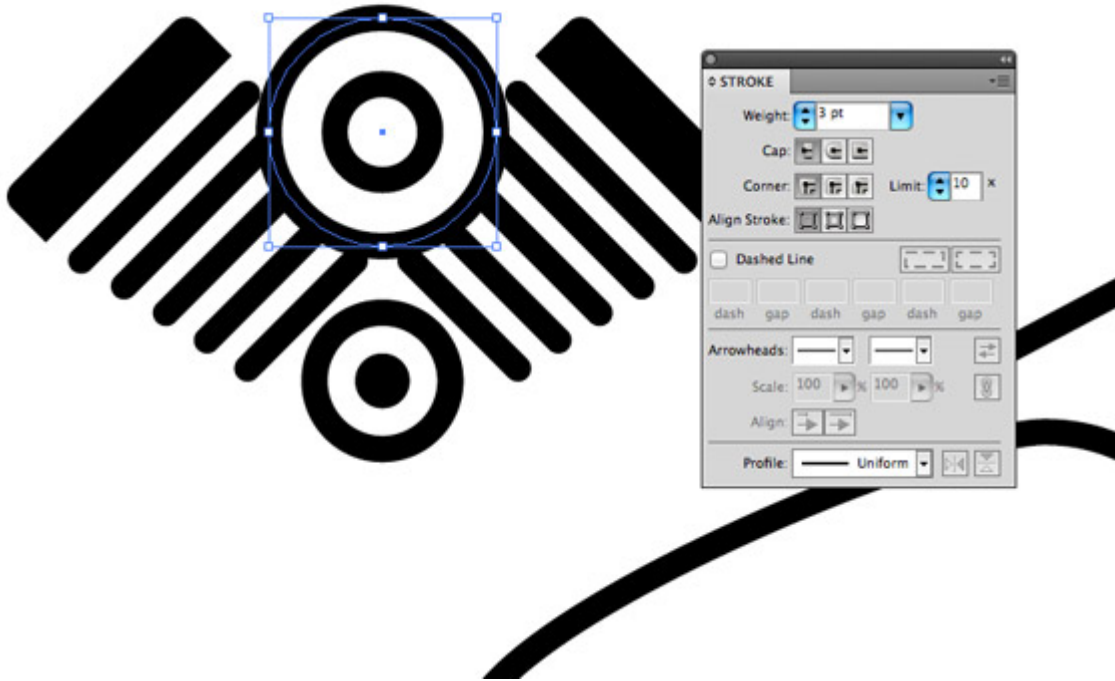 STROKE
Weight: 3 pt
Cap:
Corner: Limit: 10 x
Align Stroke:
Dashed Line
dash gap dash gap dash gap
Arrowheads:
Scale: 100 % 100 %
Align:
Profile: Uniform